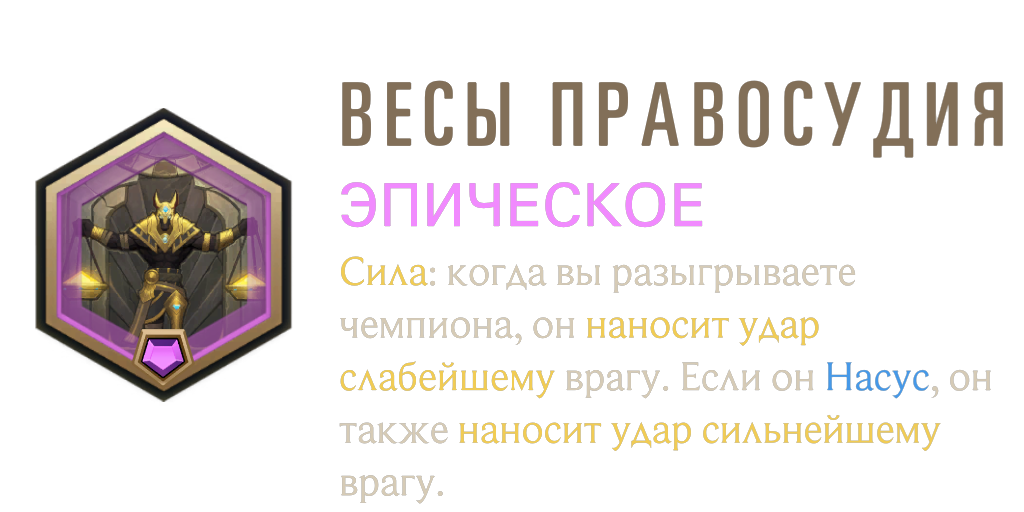 ВЕСЫ ПРАВОСУДИЯ
ЭПИЧЕСКОЕ
Сила: когда вы разыгрываете
чемпиона, он наносит удар
слабейшему врагу. Если он Насус, он
также наносит удар сильнейшему
врагу.